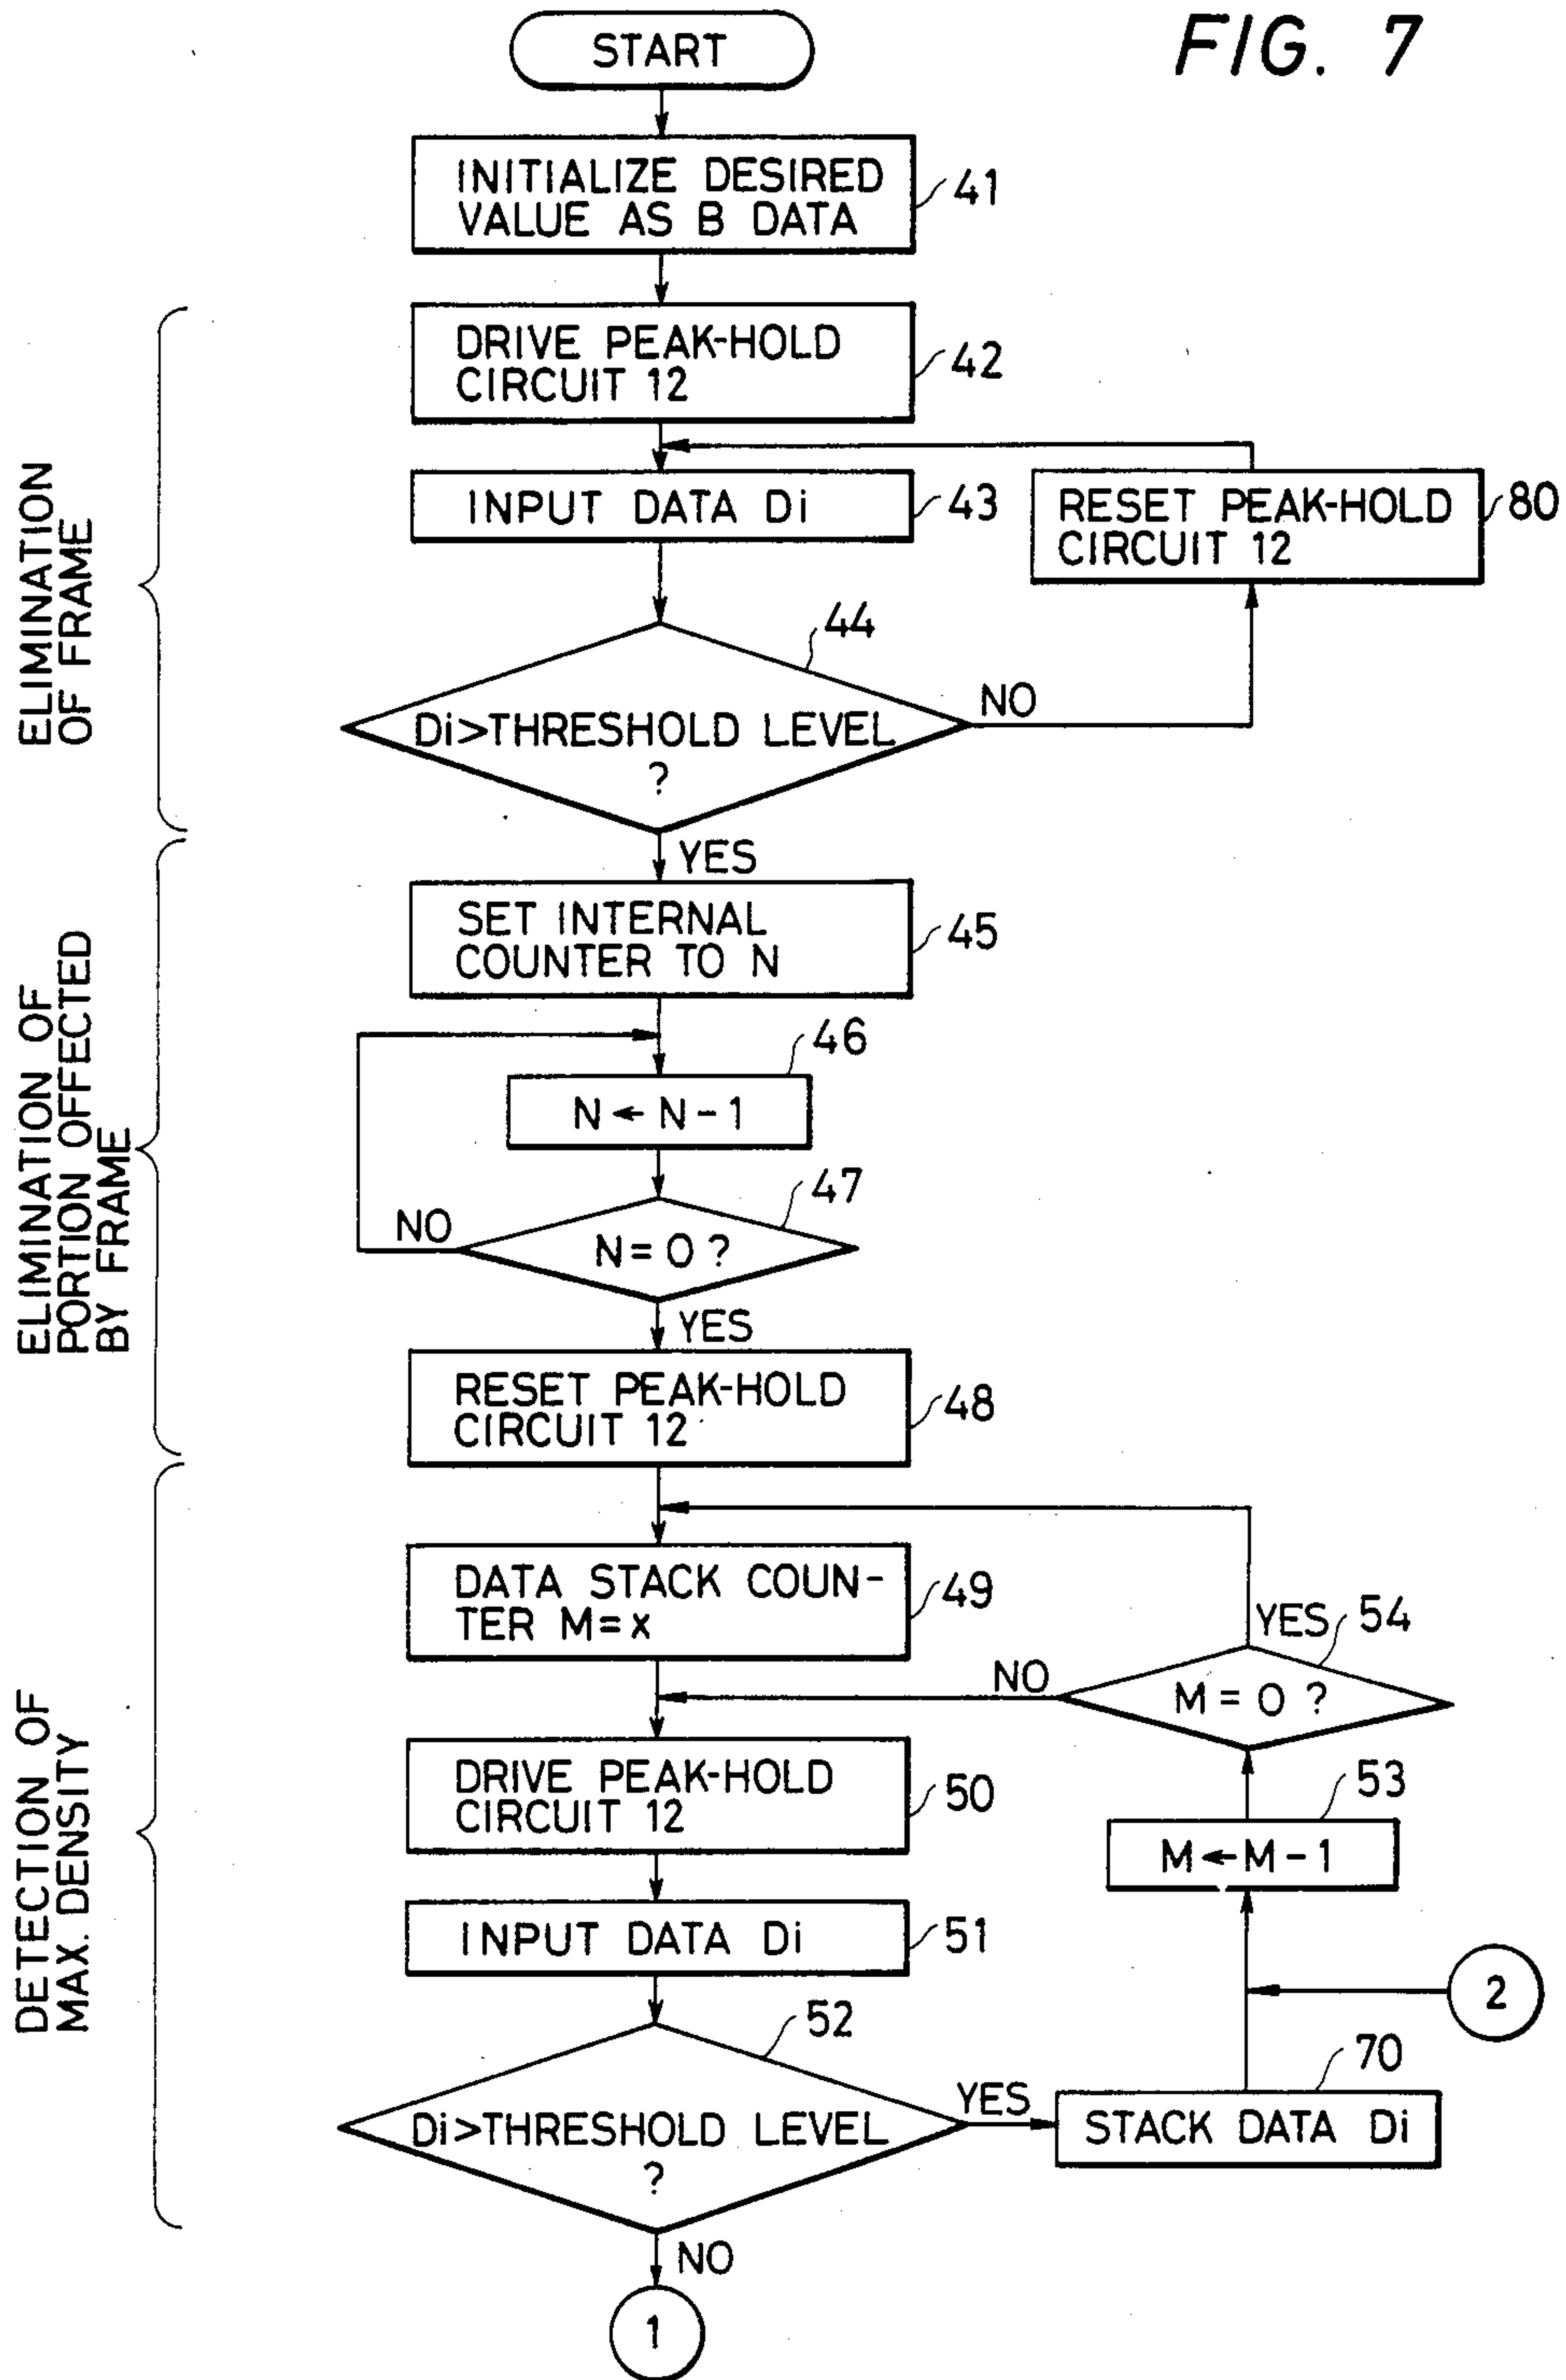 FIG. 7
START
INITIALIZE DESIRED
VALUE AS B DATA
41
DRIVE PEAK-HOLD
CIRCUIT 12
42
INPUT DATA Di
43
RESET PEAK-HOLD
CIRCUIT 12
80
44
Di>THRESHOLD LEVEL
?
NO
YES
ELIMINATION
OF FRAME
SET INTERNAL
COUNTER TO N
45
46
N ← N - 1
47
N = 0 ?
NO
YES
RESET PEAK-HOLD
CIRCUIT 12
48
ELIMINATION OF
PORTION OFFECTED
BY FRAME
DATA STACK COUN-
TER M = x
49
YES
54
NO
M = 0 ?
DRIVE PEAK-HOLD
CIRCUIT 12
50
53
M ← M - 1
INPUT DATA Di
51
2
52
Di>THRESHOLD LEVEL
?
YES
70
STACK DATA Di
NO
1
DETECTION OF
MAX. DENSITY